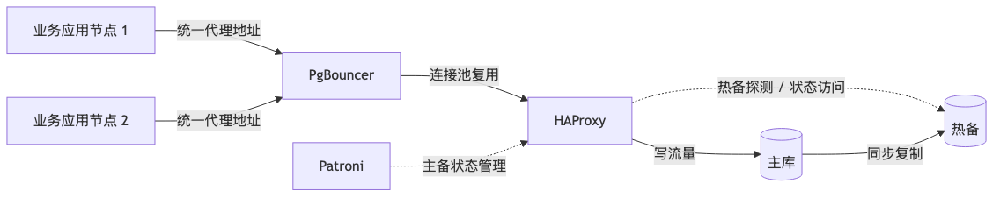 业务应用节点 1
统一代理地址
业务应用节点 2
统一代理地址
PgBouncer
连接池复用
HAProxy
Patroni
主备状态管理
热备探测 / 状态访问
写流量
主库
同步复制
热备